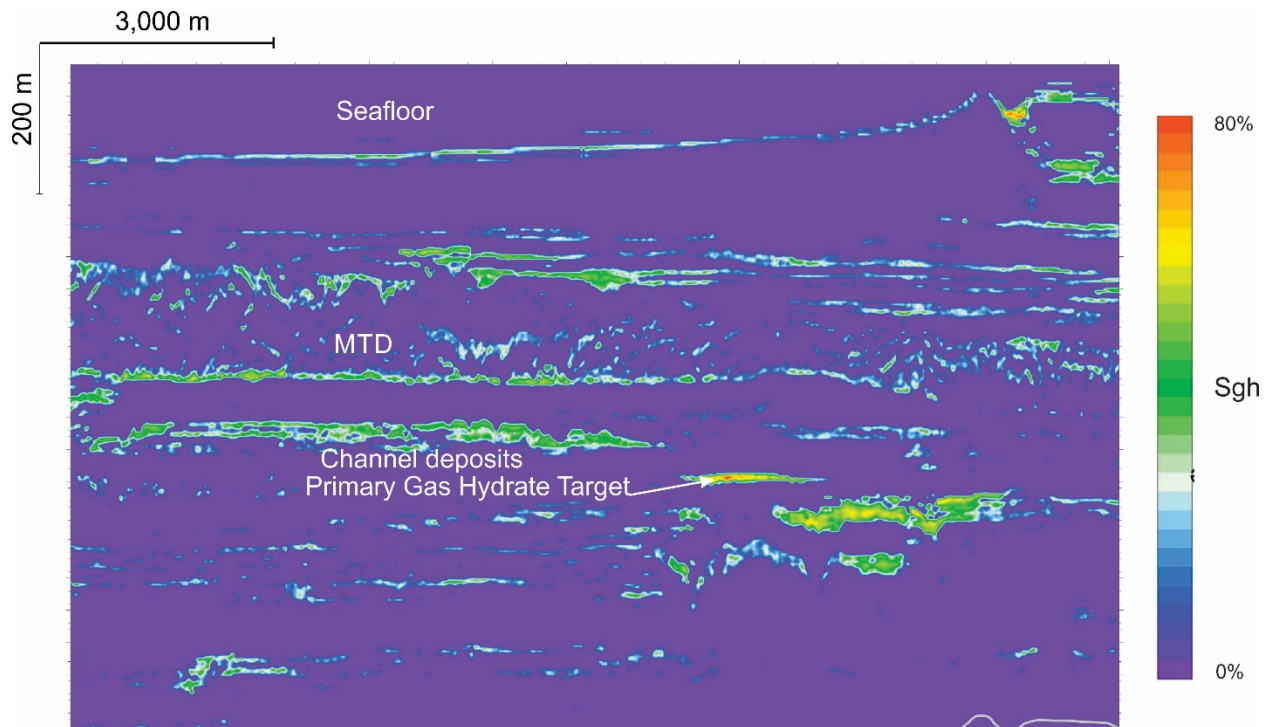 3,000 m
200 m
Seafloor
80%
MTD
Sgh
Channel deposits
Primary Gas Hydrate Target
0%